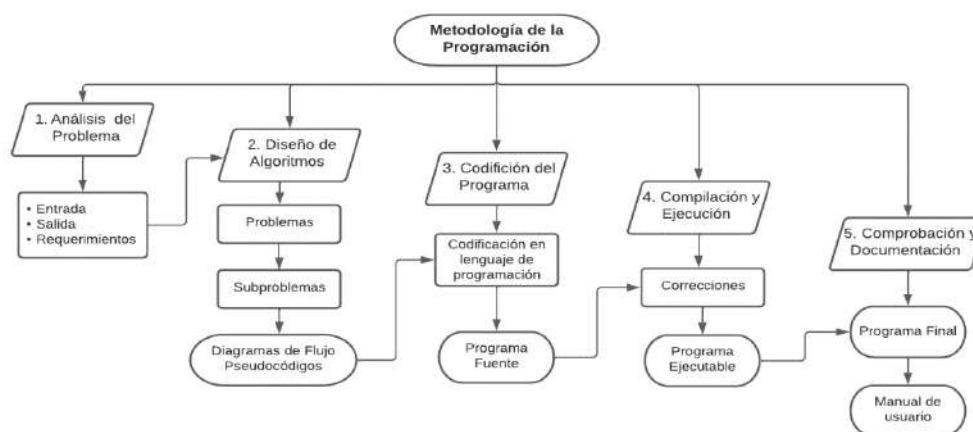 Metodología de la
Programación
1. Análisis del
Problema
• Entrada
• Salida
• Requerimientos
2. Diseño de
Algoritmos
Problemas
Subproblemas
Diagramas de Flujo
Pseudocódigos
3. Codifición del
Programa
Codificación en
lenguaje de
programación
Programa
Fuente
4. Compilación y
Ejecución
Correcciones
Programa
Ejecutable
5. Comprobación y
Documentación
Programa Final
Manual de
usuario